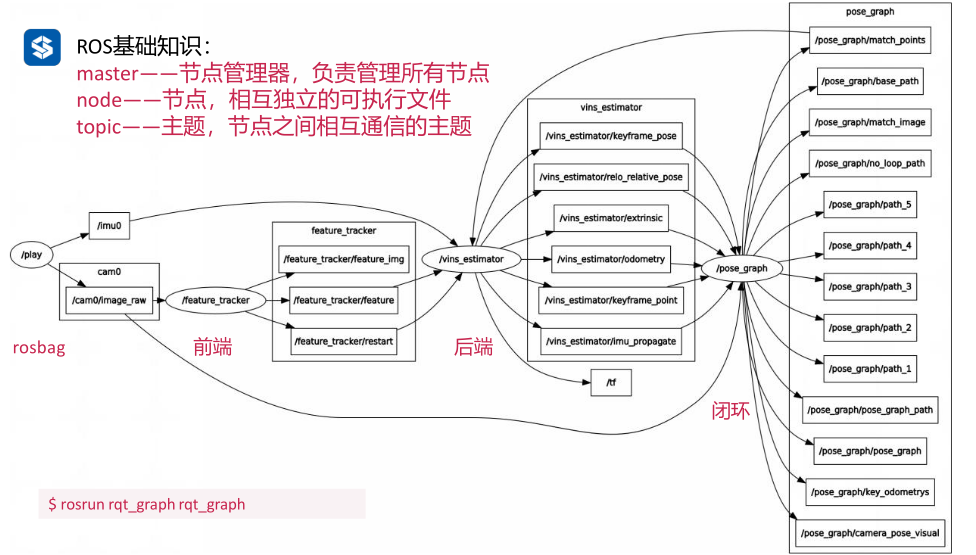 ROS基础知识：
master——节点管理器，负责管理所有节点
node——节点，相互独立的可执行文件
topic——主题，节点之间相互通信的主题
/play
/imu0
cam0
/cam0/image_raw
rosbag
/feature_tracker
前端
feature_tracker
/feature_tracker/feature_img
/feature_tracker/feature
/feature_tracker/restart
/vins_estimator
后端
vins_estimator
/vins_estimator/keyframe_pose
/vins_estimator/relo_relative_pose
/vins_estimator/extrinsic
/vins_estimator/odometry
/vins_estimator/keyframe_point
/vins_estimator/imu_propagate
/tf
/pose_graph
闭环
pose_graph
/pose_graph/match_points
/pose_graph/base_path
/pose_graph/match_image
/pose_graph/no_loop_path
/pose_graph/path_5
/pose_graph/path_4
/pose_graph/path_3
/pose_graph/path_2
/pose_graph/path_1
/pose_graph/pose_graph_path
/pose_graph/pose_graph
/pose_graph/key_odometrys
/pose_graph/camera_pose_visual
$ rosrun rqt_graph rqt_graph